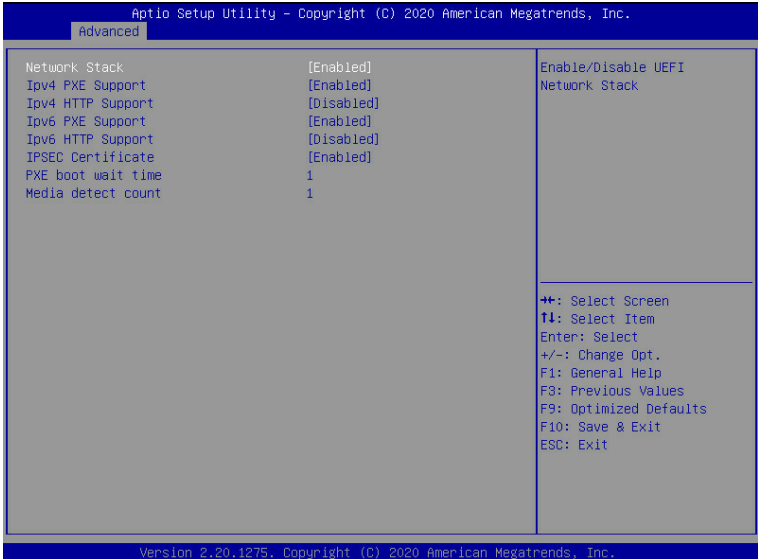 Aptio Setup Utility – Copyright (C) 2020 American Megatrends, Inc.
Advanced
Network Stack [Enabled]
Ipv4 PXE Support [Enabled]
Ipv4 HTTP Support [Disabled]
Ipv6 PXE Support [Enabled]
Ipv6 HTTP Support [Disabled]
IPSEC Certificate [Enabled]
PXE boot wait time 1
Media detect count 1
Enable/Disable UEFI
Network Stack
→←: Select Screen
↑↓: Select Item
Enter: Select
+/-: Change Opt.
F1: General Help
F3: Previous Values
F9: Optimized Defaults
F10: Save & Exit
ESC: Exit
Version 2.20.1275. Copyright (C) 2020 American Megatrends, Inc.